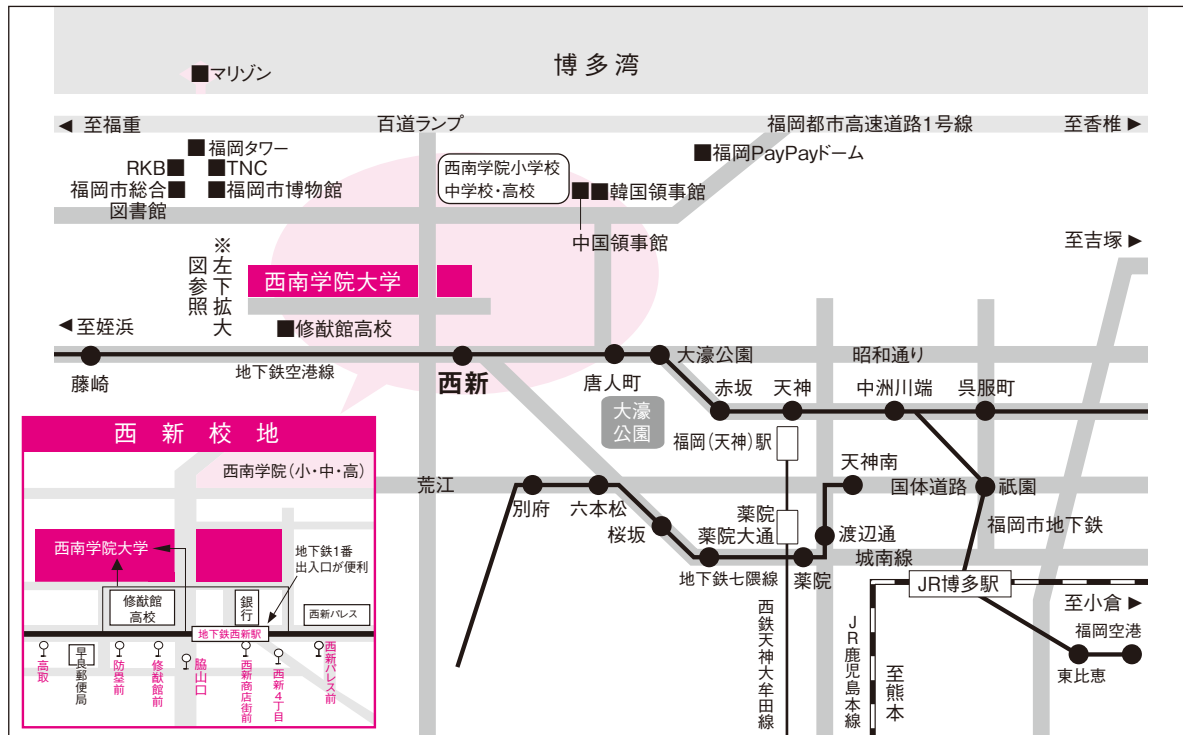 博多湾
■マリゾン
◀ 至福重
百道ランプ
福岡都市高速道路1号線
至香椎 ▶
■福岡タワー
RKB■
■TNC
福岡市総合■
図書館
■福岡市博物館
西南学院小学校
中学校・高校
■福岡PayPayドーム
■■韓国領事館
中国領事館
至吉塚 ▶
※左下拡大
図参照
西南学院大学
◀至姪浜
■修猷館高校
藤崎
地下鉄空港線
西新
唐人町
大濠公園
昭和通り
赤坂
天神
中洲川端
呉服町
大濠
公園
福岡(天神)駅
天神南
荒江
別府
六本松
桜坂
薬院
薬院大通
国体道路
祇園
福岡市地下鉄
渡辺通
城南線
地下鉄七隈線
薬院
JR博多駅
至小倉 ▶
福岡空港
東比恵
西鉄天神大牟田線
JR鹿児島本線
至熊本
西新校地
西南学院(小・中・高)
西南学院大学
地下鉄1番
出入口が便利
修猷館
高校
銀行
西新パレス
地下鉄西新駅
高取
早良郵便局
防塁前
修猷館前
脇山口
西新商店街前
西新4丁目
西新パレス前